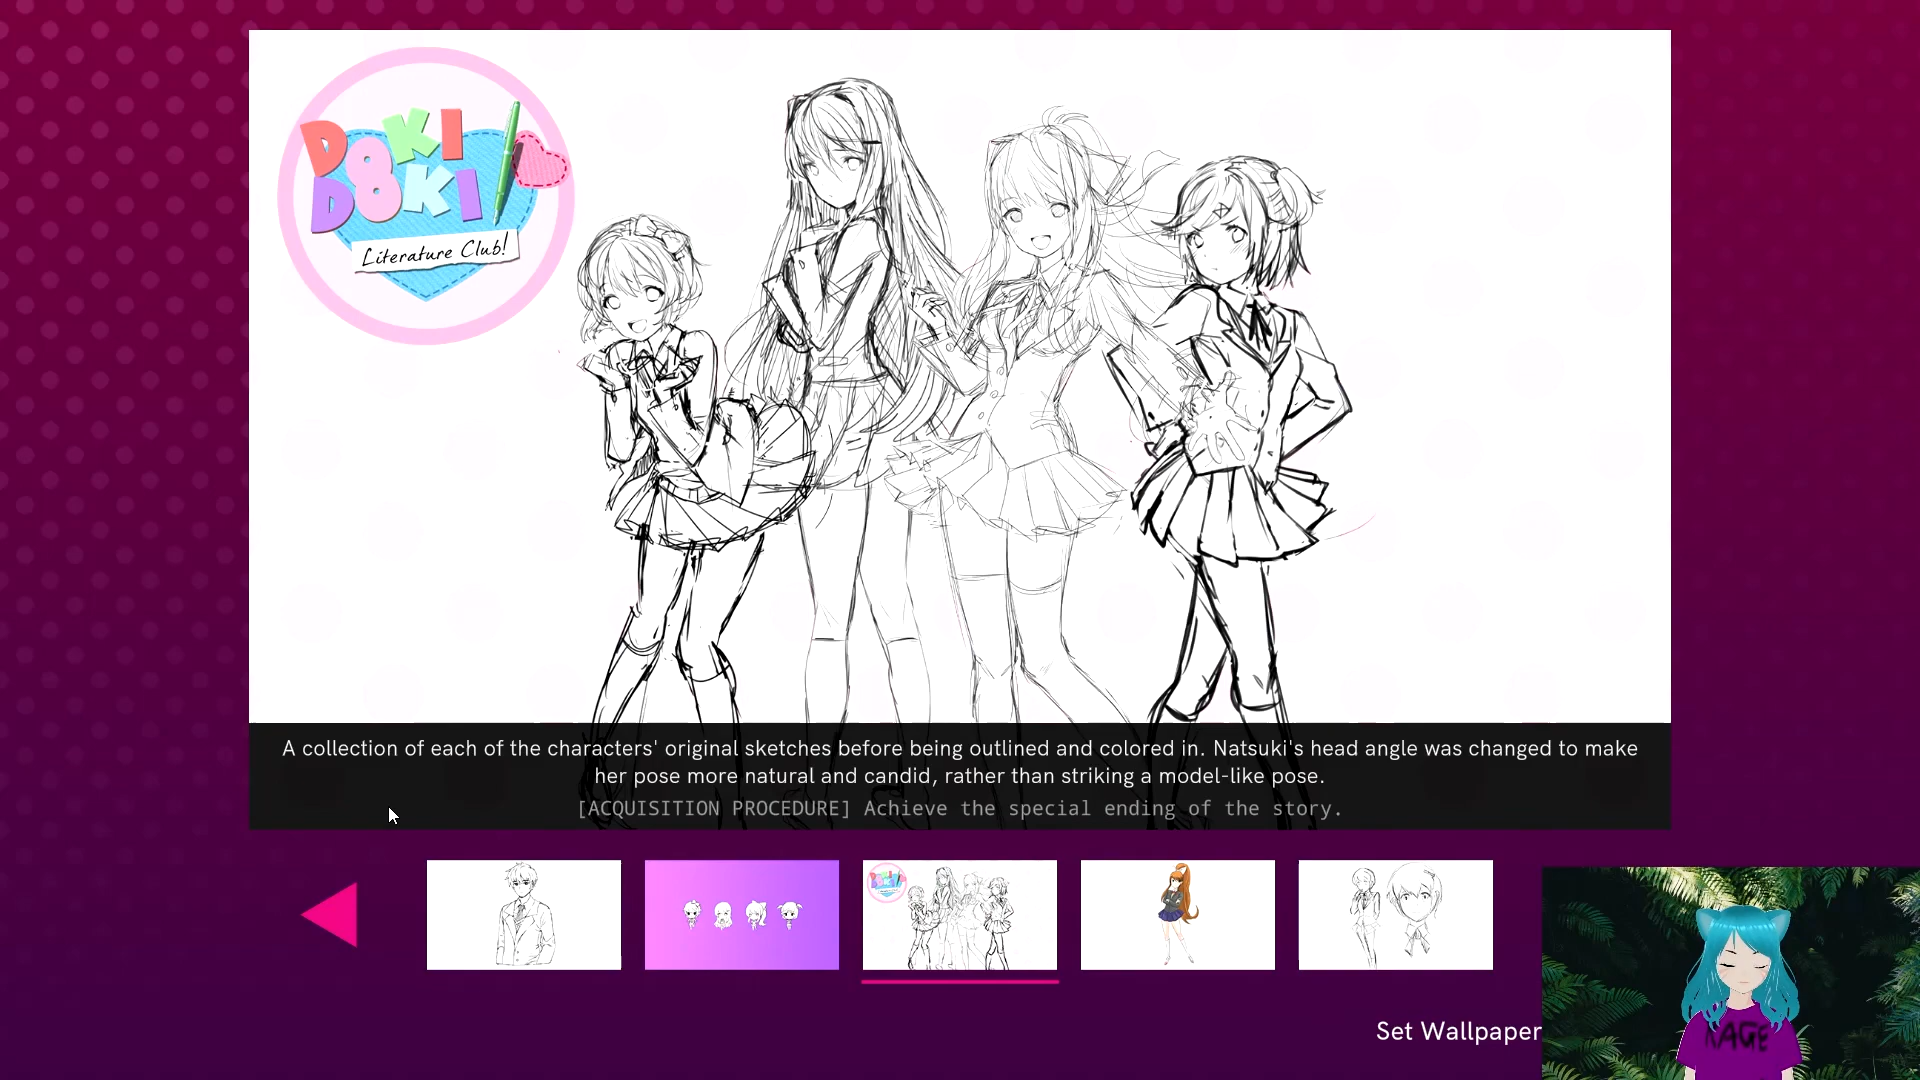 DOKI
DOKI
Literature Club!
A collection of each of the characters' original sketches before being outlined and colored in. Natsuki's head angle was changed to make
her pose more natural and candid, rather than striking a model-like pose.
[ACQUISITION PROCEDURE] Achieve the special ending of the story.
Set Wallpaper
RAGE